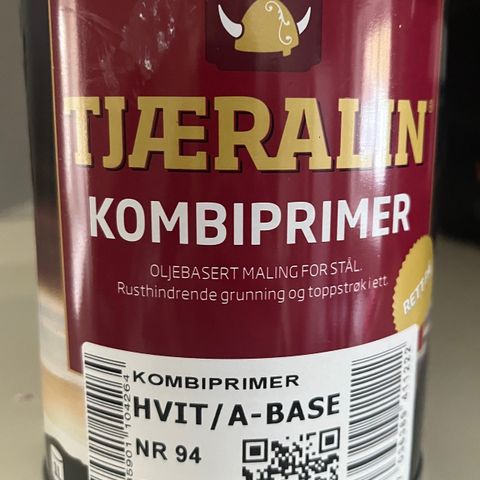 TJÆRALIN
KOMBIPRIMER
OLJEBASERT MALING FOR STÅL.
Rusthindrende grunning og toppstrøk i ett.
KOMBIPRIMER
HVIT/A-BASE
NR 94